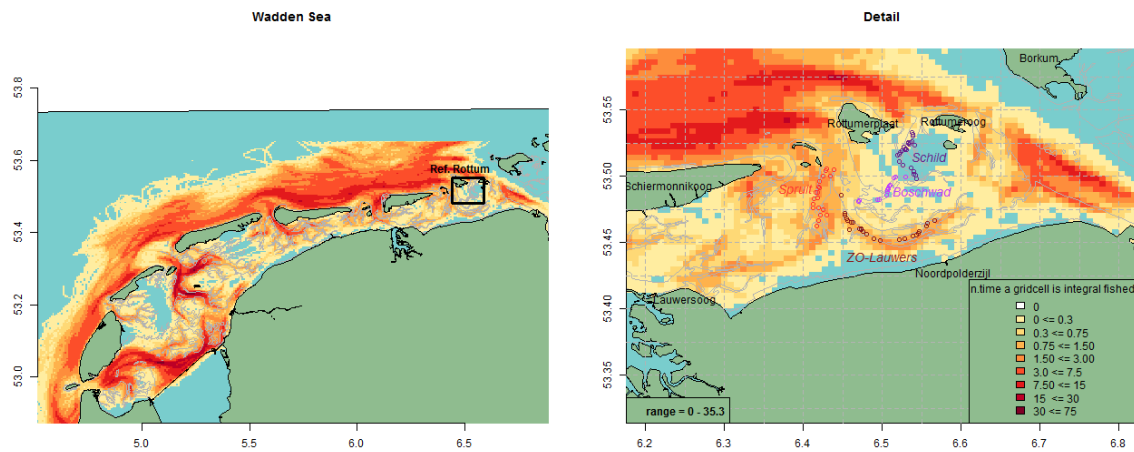 Wadden Sea
53.8
53.6
53.4
53.2
53.0
5.0
5.5
6.0
6.5
Ref. Rottum
Detail
Borkum
53.55
53.50
53.45
53.40
53.35
Rottumerplaat
Rottumeroog
Schild
Schiermonnikoog
Spruit
Boschwad
ZO-Lauwers
Noordpolderzijl
Lauwersoog
n.time a gridcell is integral fished
0
0 <= 0.3
0.3 <= 0.75
0.75 <= 1.50
1.50 <= 3.00
3.0 <= 7.5
7.50 <= 15
15 <= 30
30 <= 75
range = 0 - 35.3
6.2
6.3
6.4
6.5
6.6
6.7
6.8